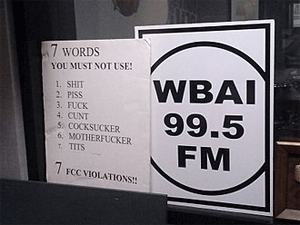 7 WORDS
YOU MUST NOT USE!
1. SHIT
2. PISS
3. FUCK
4. CUNT
5. COCKSUCKER
6. MOTHERFUCKER
7. TITS
7 FCC VIOLATIONS!!
WBAI
99.5
FM